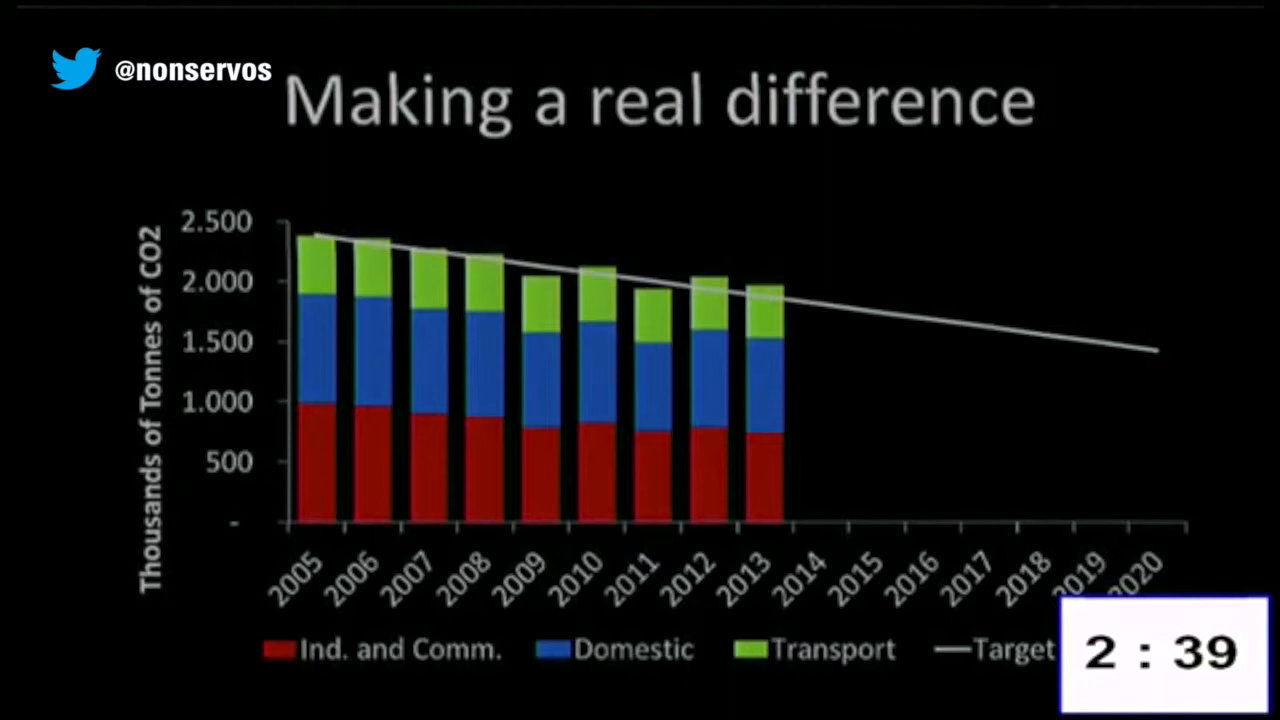 @nonservos
Making a real difference
Thousands of Tonnes of CO2
2.500
2.000
1.500
1.000
500
-
2005
2006
2007
2008
2009
2010
2011
2012
2013
2014
2015
2016
2017
2018
2019
2020
Ind. and Comm.
Domestic
Transport
Target
2 : 39